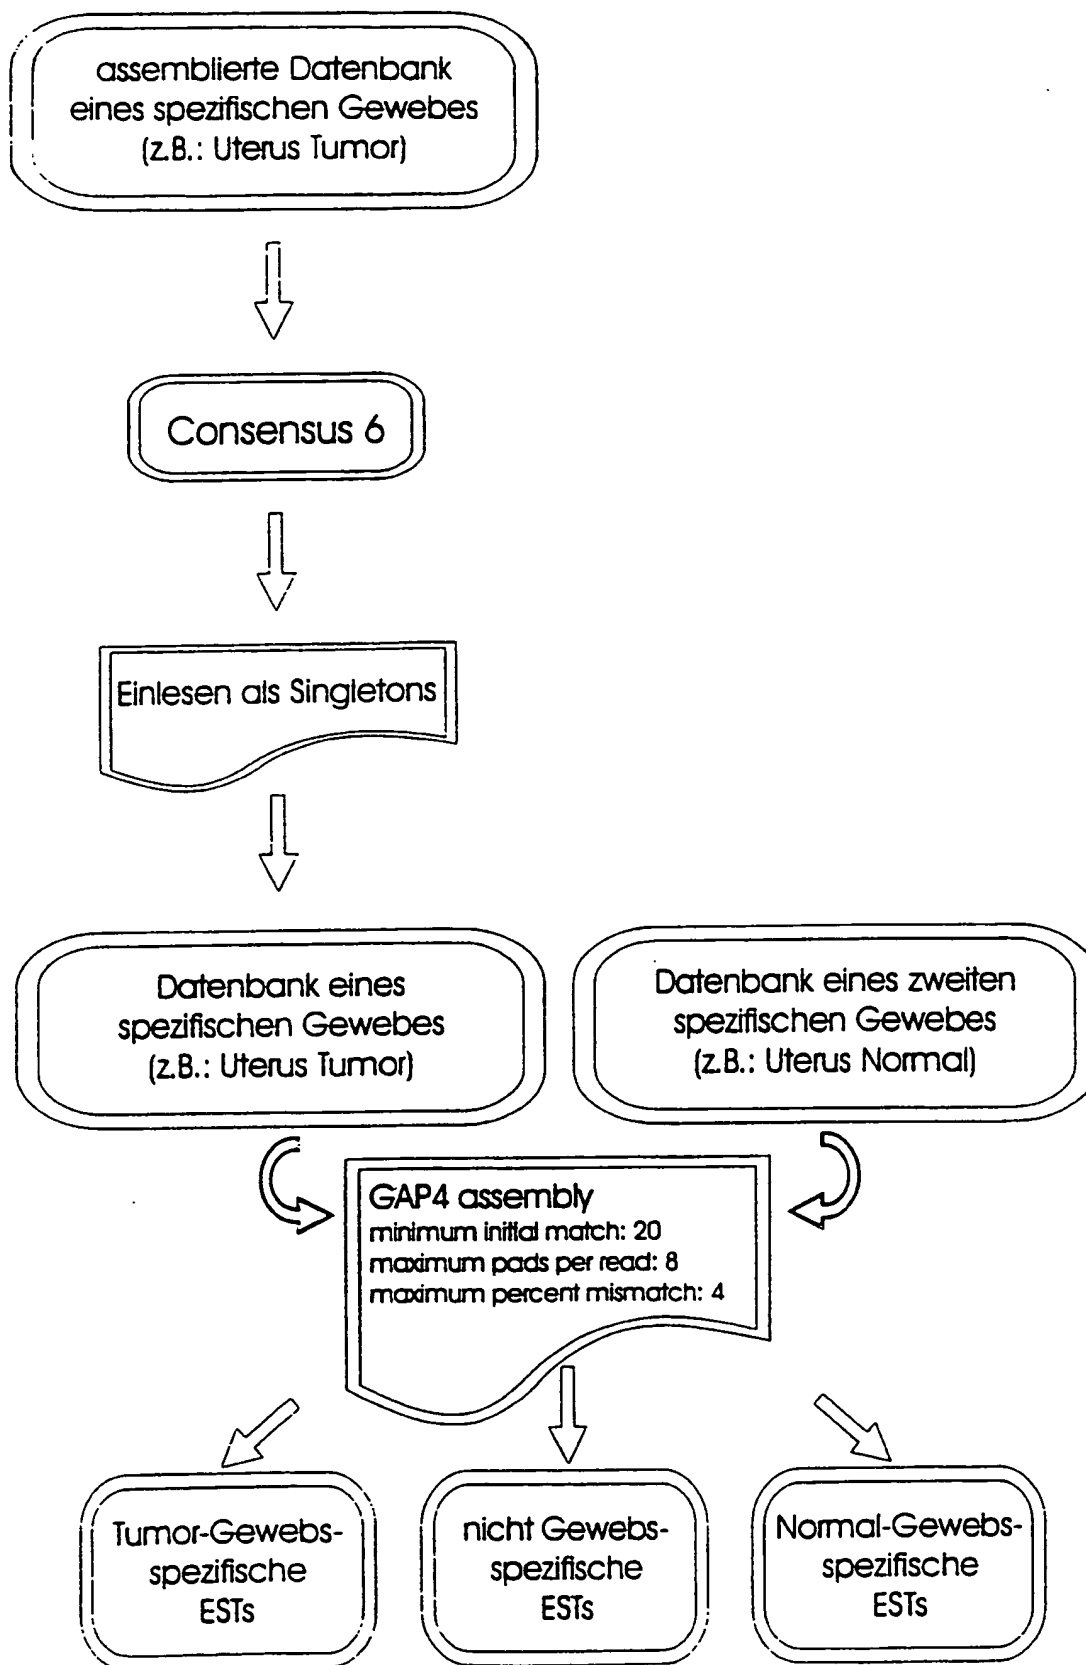 assemblierte Datenbank
eines spezifischen Gewebes
(z.B.: Uterus Tumor)
Consensus 6
Einlesen als Singletons
Datenbank eines
spezifischen Gewebes
(z.B.: Uterus Tumor)
Datenbank eines zweiten
spezifischen Gewebes
(z.B.: Uterus Normal)
GAP4 assembly
minimum initial match: 20
maximum pads per read: 8
maximum percent mismatch: 4
Tumor-Gewebs-
spezifische
ESTs
nicht Gewebs-
spezifische
ESTs
Normal-Gewebs-
spezifische
ESTs